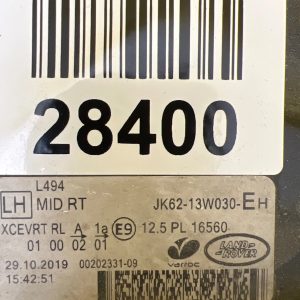 28400
L494
LH MID RT JK62-13W030-EH
XCEVRT RL A 1a E9 12.5 PL 16560
01 00 02 01
LAND-ROVER
29.10.2019 00202331-09 varroc
15:42:51